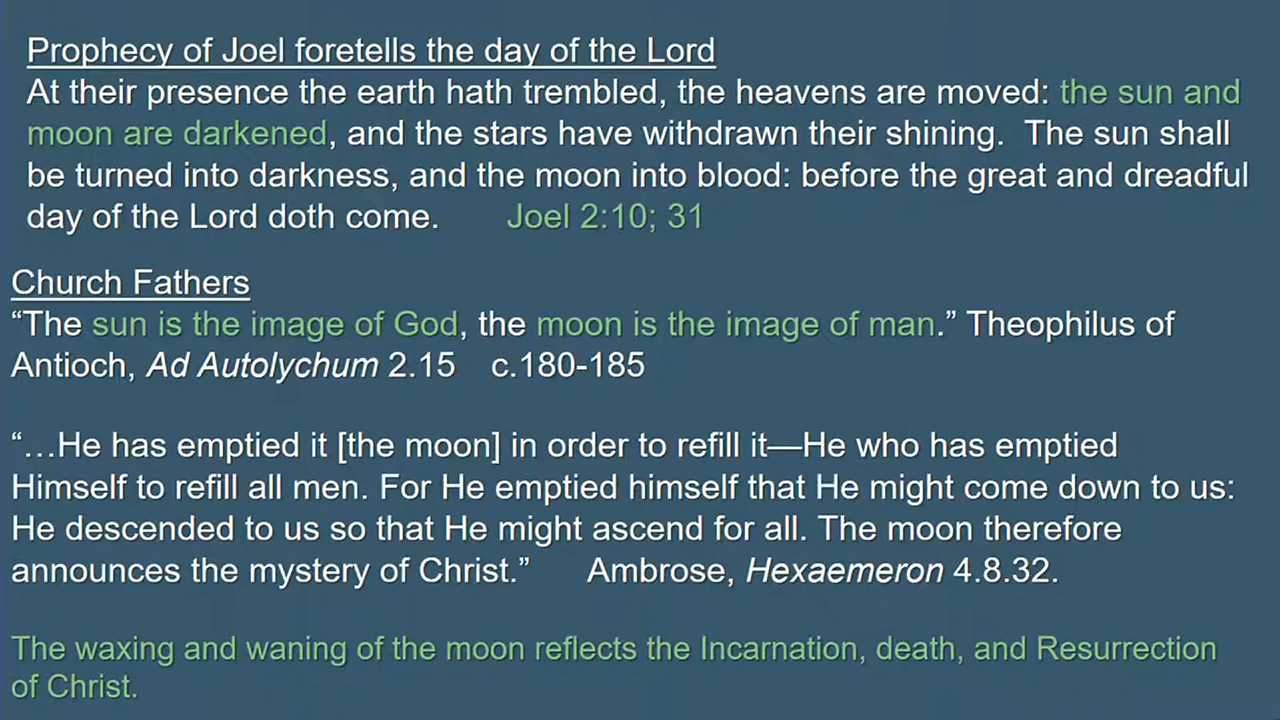 Prophecy of Joel foretells the day of the Lord
At their presence the earth hath trembled, the heavens are moved: the sun and
moon are darkened, and the stars have withdrawn their shining.  The sun shall
be turned into darkness, and the moon into blood: before the great and dreadful
day of the Lord doth come.    Joel 2:10; 31
Church Fathers
“The sun is the image of God, the moon is the image of man.” Theophilus of
Antioch, Ad Autolychum 2.15    c.180-185
“…He has emptied it [the moon] in order to refill it—He who has emptied
Himself to refill all men. For He emptied himself that He might come down to us:
He descended to us so that He might ascend for all. The moon therefore
announces the mystery of Christ.”    Ambrose, Hexaemeron 4.8.32.
The waxing and waning of the moon reflects the Incarnation, death, and Resurrection
of Christ.